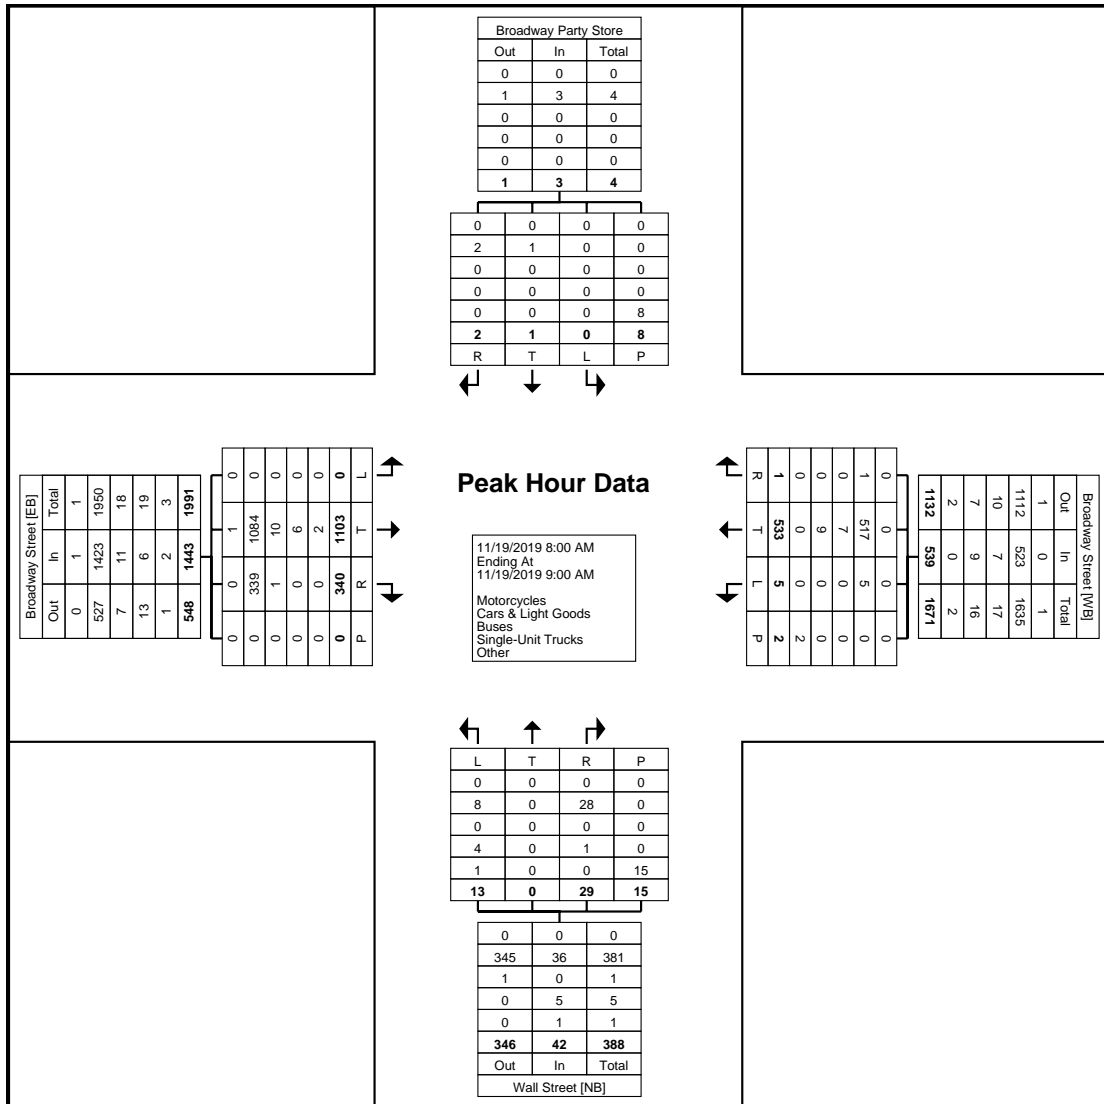 Broadway Party Store
Out In Total
0 0 0
1 3 4
0 0 0
0 0 0
0 0 0
1 3 4
0 0 0 0
2 1 0 0
0 0 0 0
0 0 0 0
0 0 0 8
2 1 0 8
R T L P
Broadway Street [EB]
Out In Total
0 1 1
527 1423 1950
7 11 18
13 6 19
1 2 3
548 1443 1991
0 0 1 0
0 339 1084 0
0 1 10 0
0 0 6 0
0 0 2 0
0 340 1103 0
P R T L
Peak Hour Data
11/19/2019 8:00 AM
Ending At
11/19/2019 9:00 AM
Motorcycles
Cars & Light Goods
Buses
Single-Unit Trucks
Other
Broadway Street [WB]
Out In Total
1 0 1
1112 523 1635
10 7 17
7 9 16
2 0 2
1132 539 1671
0 0 0 0
1 517 5 0
0 7 0 0
0 9 0 0
0 0 0 2
1 533 5 2
R T L P
L T R P
0 0 0 0
8 0 28 0
0 0 0 0
4 0 1 0
1 0 0 15
13 0 29 15
0 0 0
345 36 381
1 0 1
0 5 5
0 1 1
346 42 388
Out In Total
Wall Street [NB]